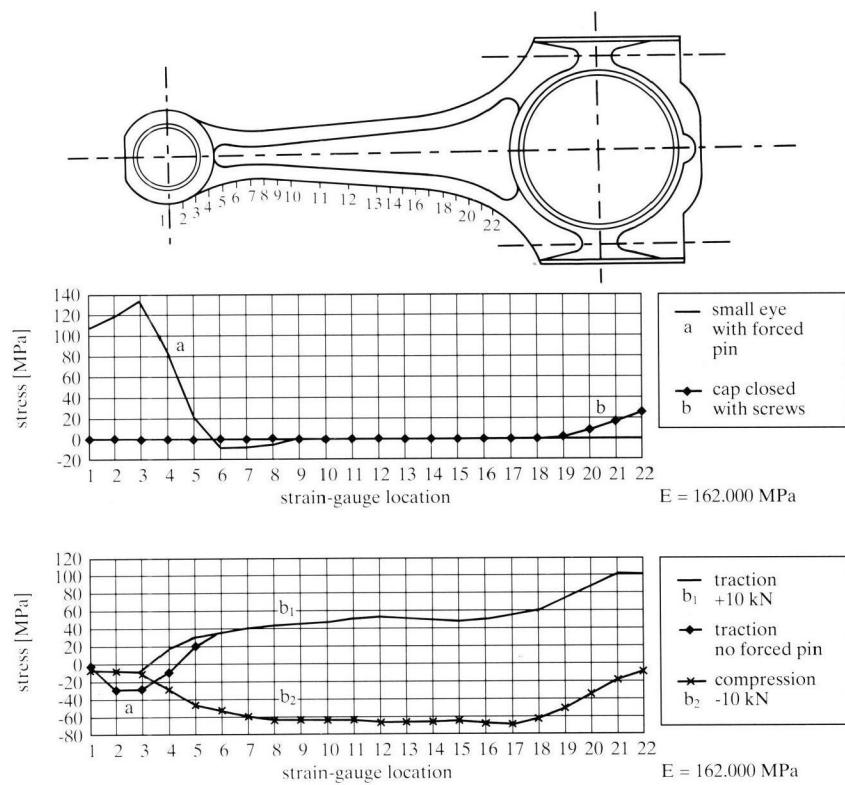 1 2 3 4 5 6 7 8 9 10 11 12 13 14 16 18 20 22
stress [MPa]
140
120
100
80
60
40
20
0
-20
a
b
1 2 3 4 5 6 7 8 9 10 11 12 13 14 15 16 17 18 19 20 21 22
strain-gauge location
small eye
a with forced
pin
cap closed
b with screws
E = 162.000 MPa
stress [MPa]
120
100
80
60
40
20
0
-20
-40
-60
-80
b1
a
b2
1 2 3 4 5 6 7 8 9 10 11 12 13 14 15 16 17 18 19 20 21 22
strain-gauge location
traction
b1 +10 kN
traction
no forced pin
compression
b2 -10 kN
E = 162.000 MPa